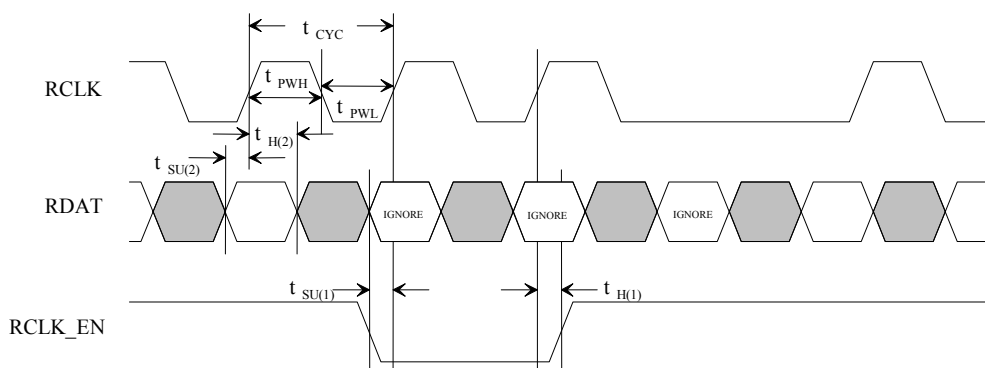 t CYC
RCLK
t PWH
t PWL
t H(2)
t SU(2)
RDAT
IGNORE
IGNORE
IGNORE
t SU(1)
t H(1)
RCLK_EN